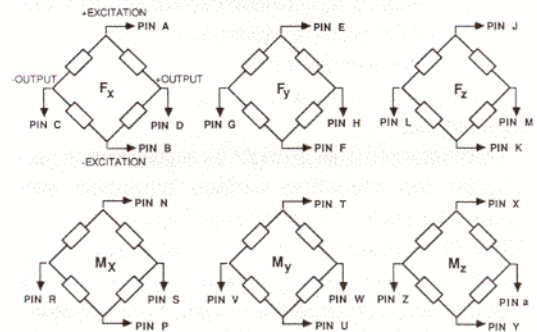 +EXCITATION
PIN A
PIN E
PIN J
-OUTPUT
+OUTPUT
Fx
Fy
Fz
PIN C
PIN D
PIN G
PIN H
PIN L
PIN M
PIN B
PIN F
PIN K
-EXCITATION
PIN N
PIN T
PIN X
Mx
My
Mz
PIN R
PIN S
PIN V
PIN W
PIN Z
PIN a
PIN P
PIN U
PIN Y